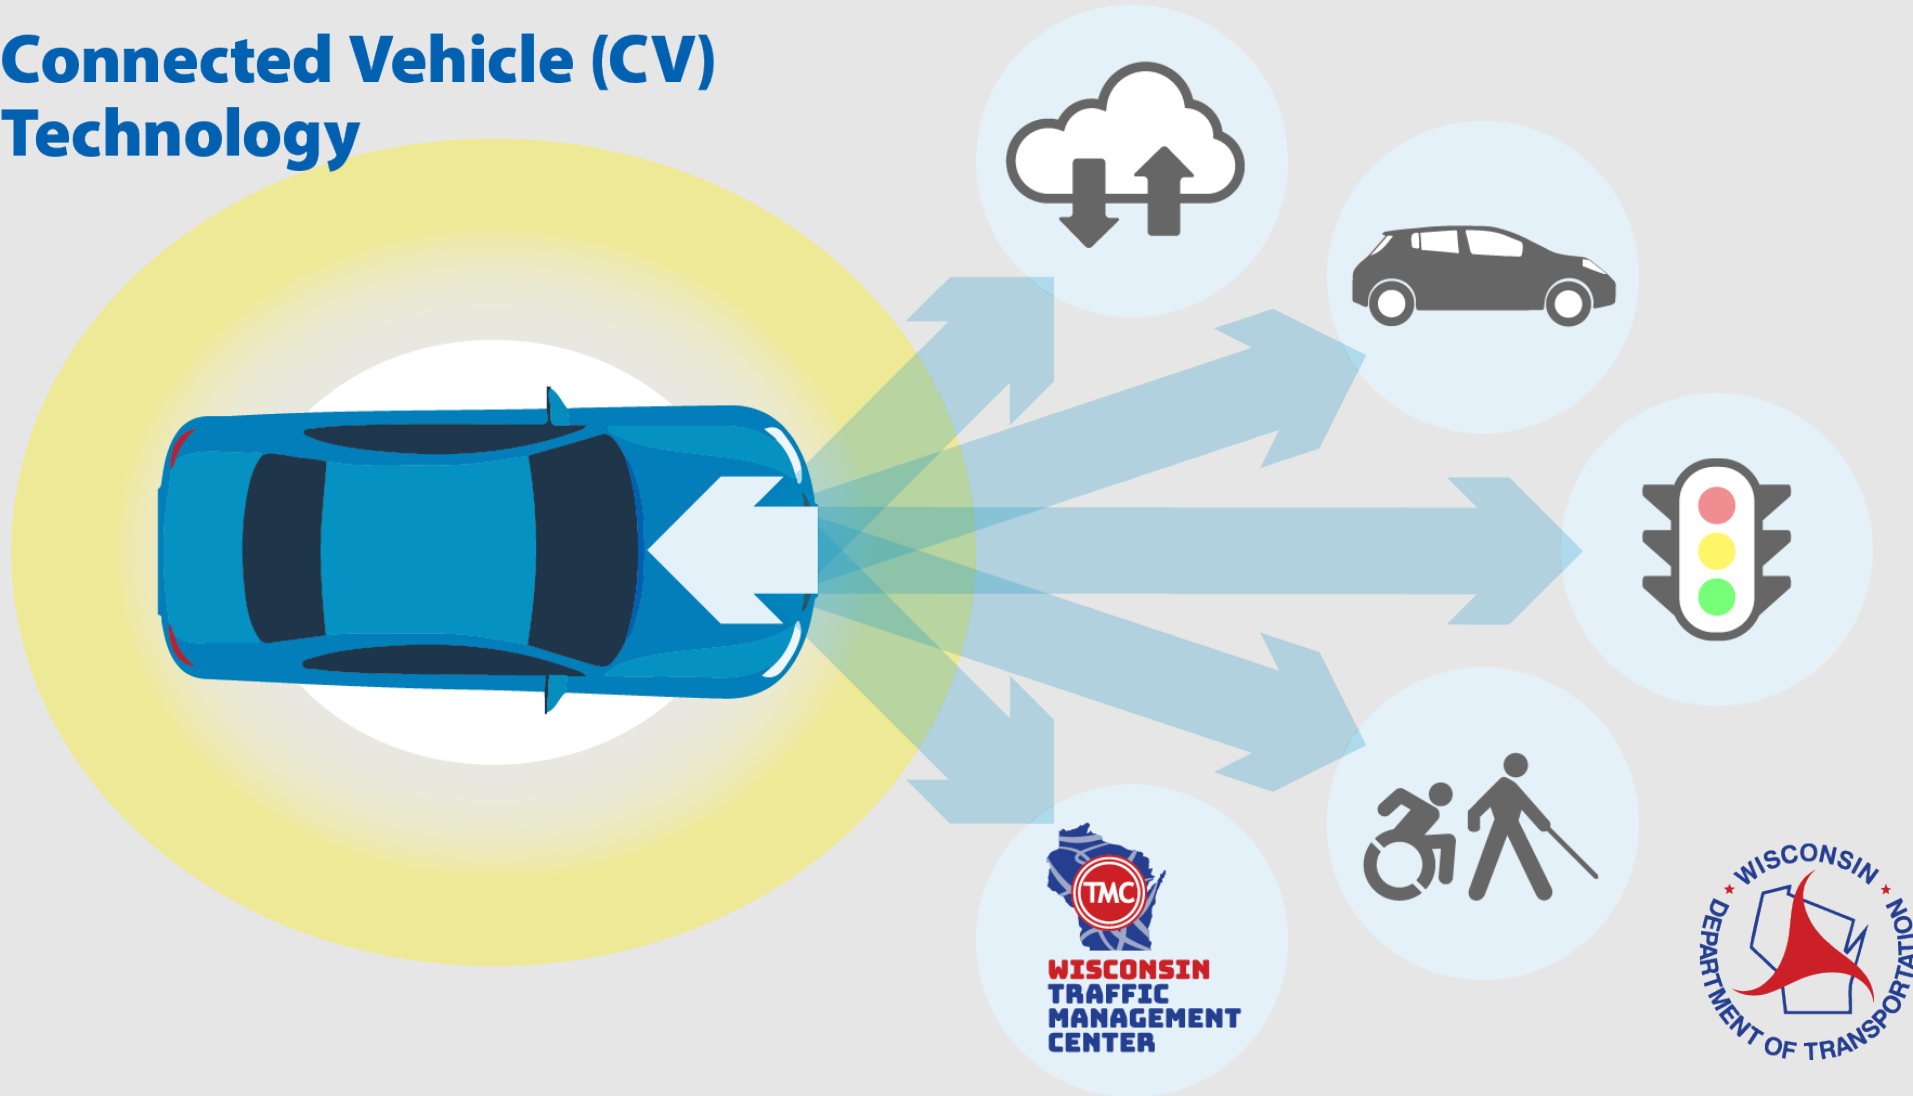 Connected Vehicle (CV)
Technology
TMC
WISCONSIN
TRAFFIC
MANAGEMENT
CENTER
WISCONSIN
DEPARTMENT OF TRANSPORTATION